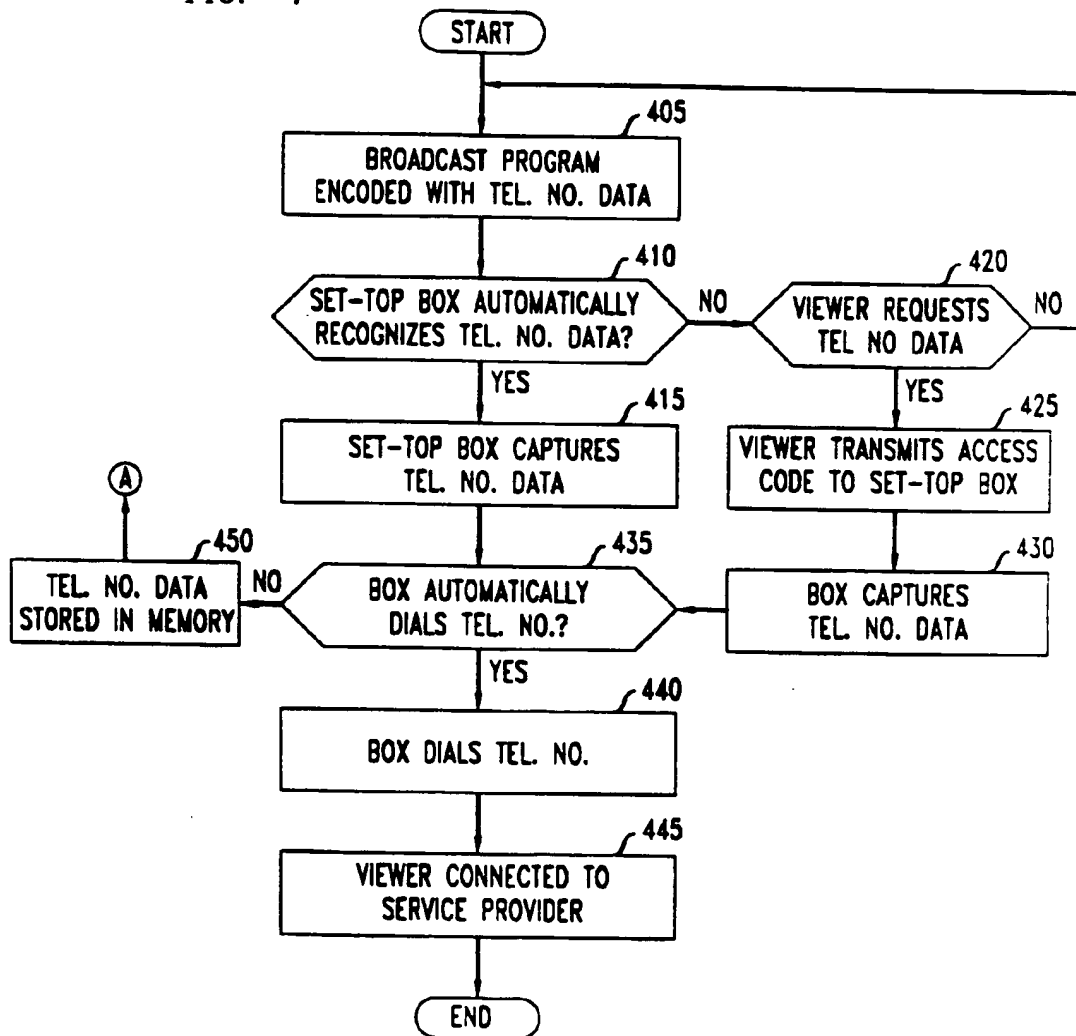 START
405
BROADCAST PROGRAM
ENCODED WITH TEL. NO. DATA
410
SET-TOP BOX AUTOMATICALLY
RECOGNIZES TEL. NO. DATA?
NO
420
VIEWER REQUESTS
TEL NO DATA
NO
YES
YES
415
SET-TOP BOX CAPTURES
TEL. NO. DATA
425
VIEWER TRANSMITS ACCESS
CODE TO SET-TOP BOX
A
450
TEL. NO. DATA
STORED IN MEMORY
NO
435
BOX AUTOMATICALLY
DIALS TEL. NO.?
430
BOX CAPTURES
TEL. NO. DATA
YES
440
BOX DIALS TEL. NO.
445
VIEWER CONNECTED TO
SERVICE PROVIDER
END